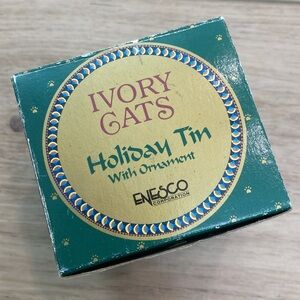 IVORY
CATS
Holiday Tin
With Ornament
ENESCO
CORPORATION